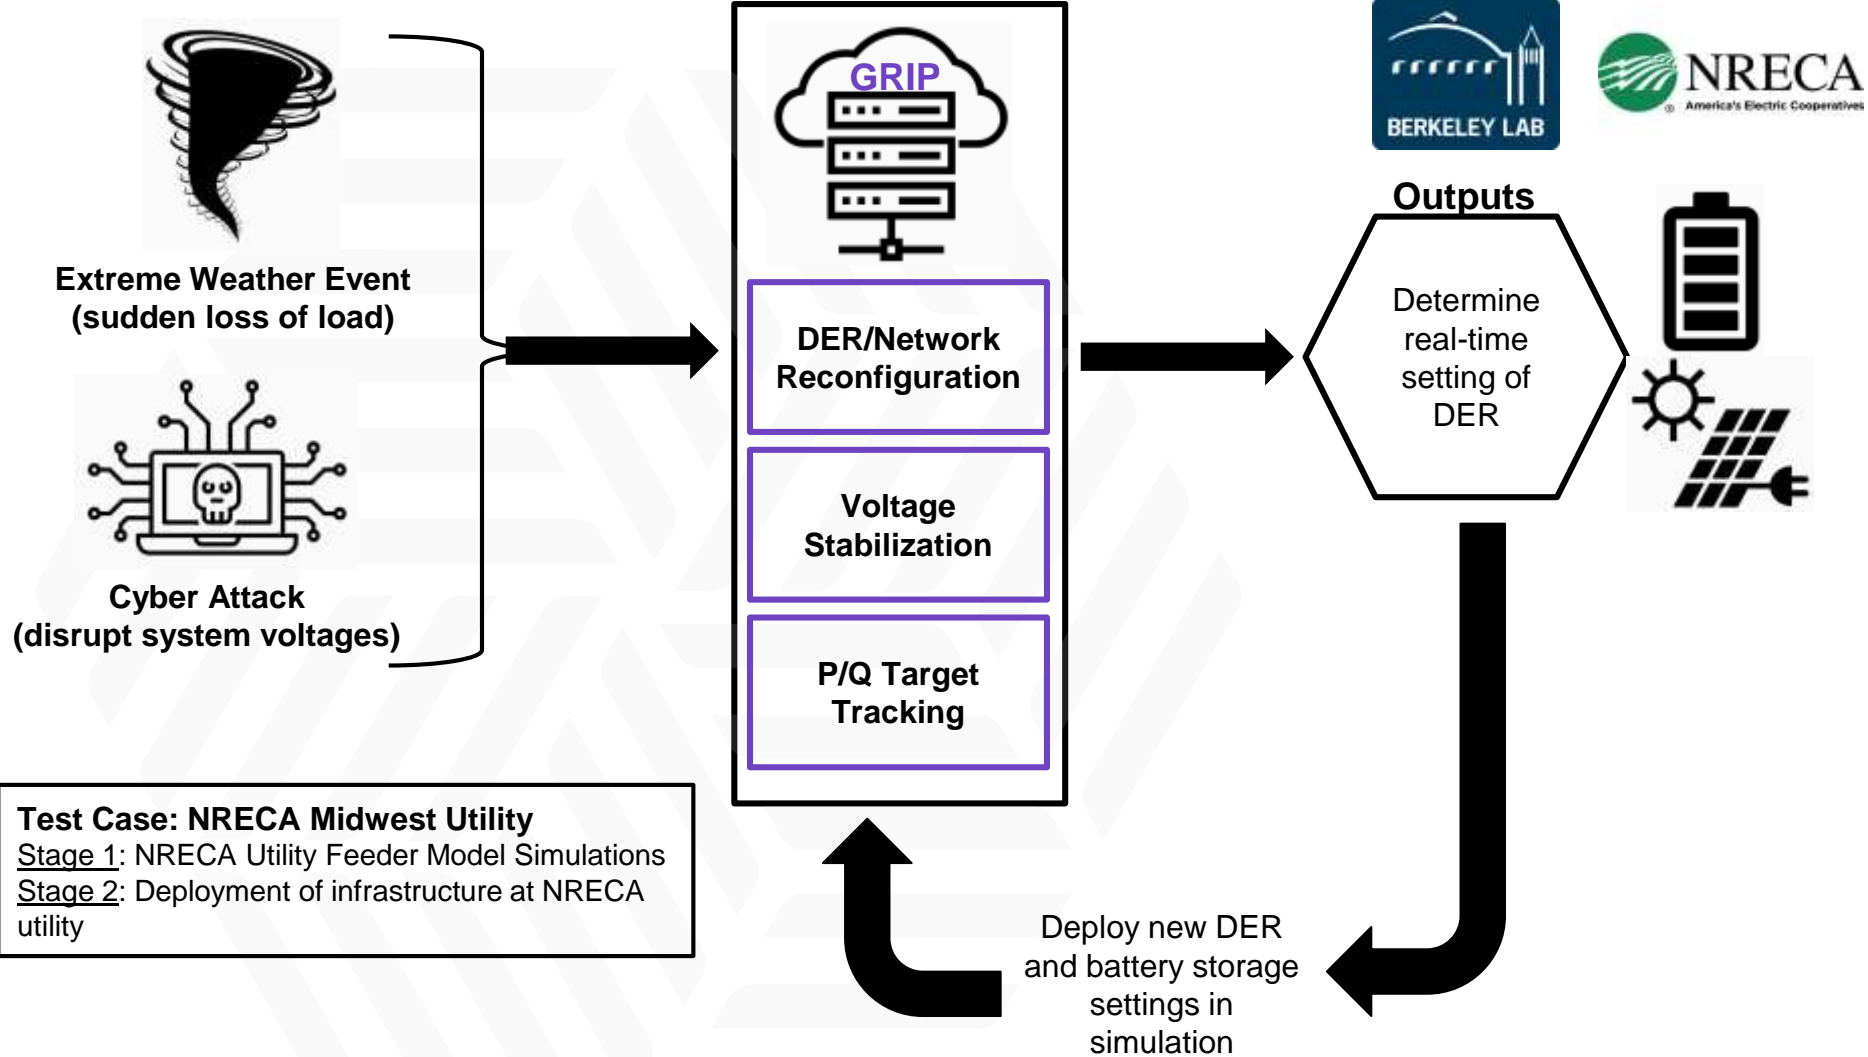 Extreme Weather Event
(sudden loss of load)
Cyber Attack
(disrupt system voltages)
GRIP
DER/Network
Reconfiguration
Voltage
Stabilization
P/Q Target
Tracking
BERKELEY LAB
NRECA
®
America's Electric Cooperatives
Outputs
Determine
real-time
setting of
DER
Deploy new DER
and battery storage
settings in
simulation
Test Case: NRECA Midwest Utility
Stage 1: NRECA Utility Feeder Model Simulations
Stage 2: Deployment of infrastructure at NRECA
utility